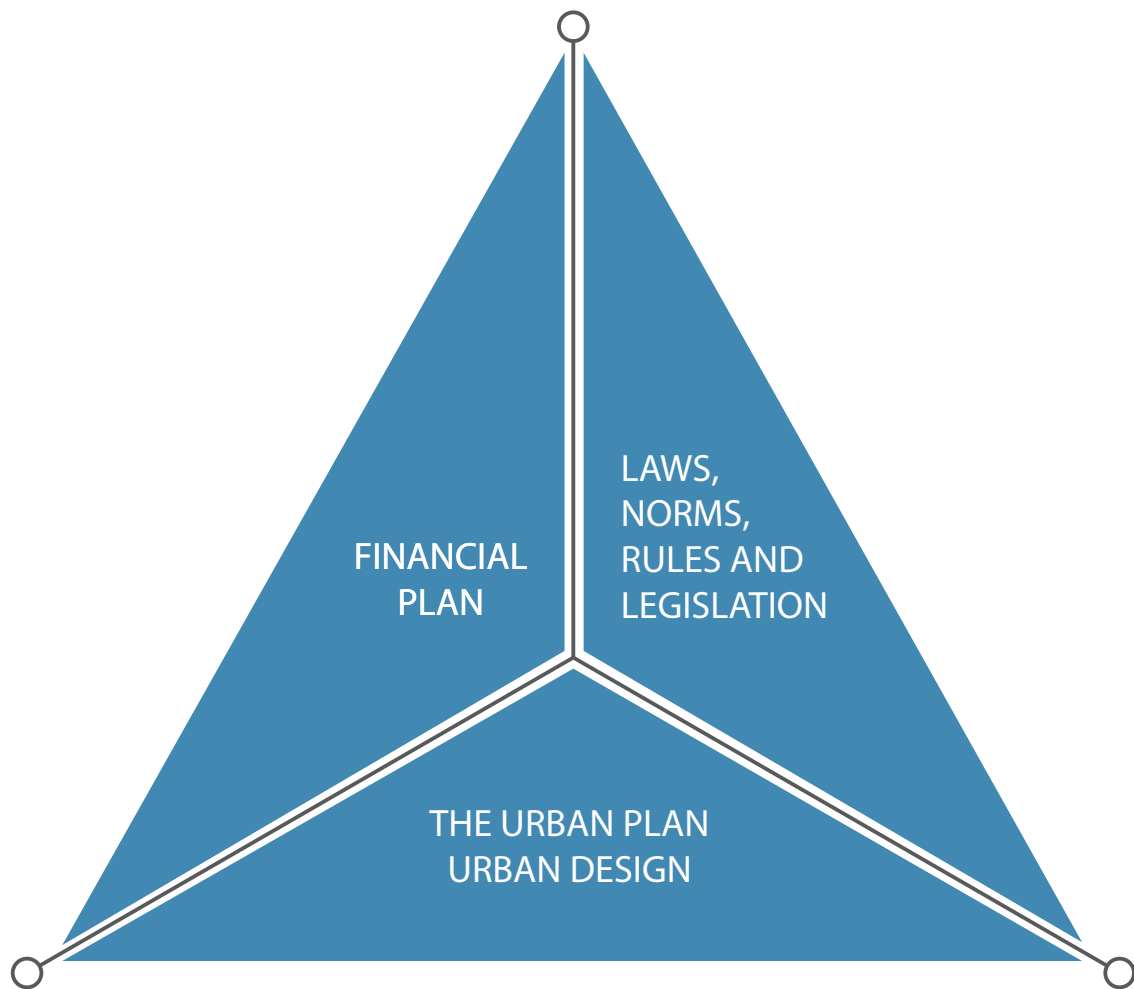 FINANCIAL
PLAN
LAWS,
NORMS,
RULES AND
LEGISLATION
THE URBAN PLAN
URBAN DESIGN